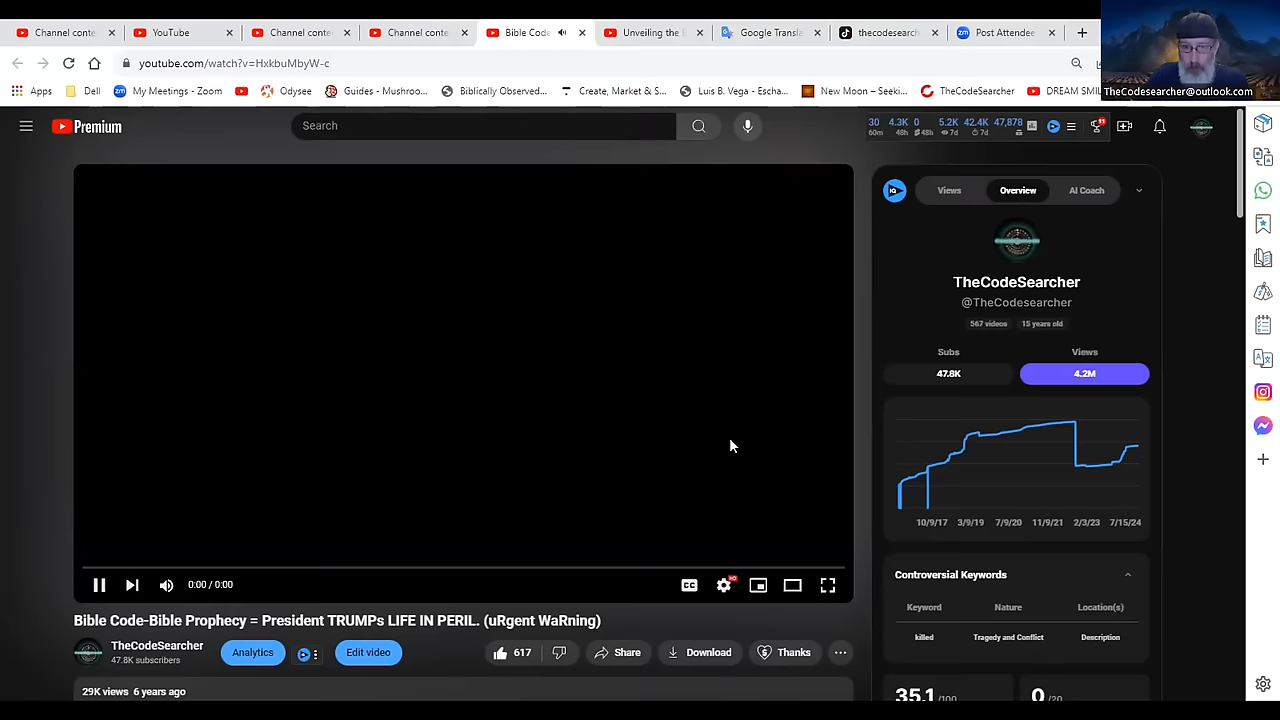 Channel conte
YouTube
Channel conte
Channel conte
Bible Code
Unveiling the
Google Transla
thecodesearch
Post Attendee
youtube.com/watch?v=HxkbuMbyW-c
TheCodesearcher@outlook.com
Apps
Dell
My Meetings - Zoom
Odysee
Guides - Mushroo...
Biblically Observed...
Create, Market & S...
Luis B. Vega - Escha...
New Moon – Seeki...
TheCodeSearcher
DREAM SMIL
Premium
Search
30 4.3K 0 5.2K 42.4K 47,878
60m 48h 48h 7d 7d
Views Overview AI Coach
TheCodeSearcher
@TheCodesearcher
567 videos 15 years old
Subs Views
47.8K 4.2M
10/9/17 3/9/19 7/9/20 11/9/21 2/3/23 7/15/24
Controversial Keywords
Keyword Nature Location(s)
killed Tragedy and Conflict Description
35.1 /100 0 /20
0:00 / 0:00
CC
HD
Bible Code-Bible Prophecy = President TRUMPs LIFE IN PERIL. (uRgent WaRning)
TheCodeSearcher
47.8K subscribers
Analytics
Edit video
617
Share
Download
Thanks
29K views 6 years ago